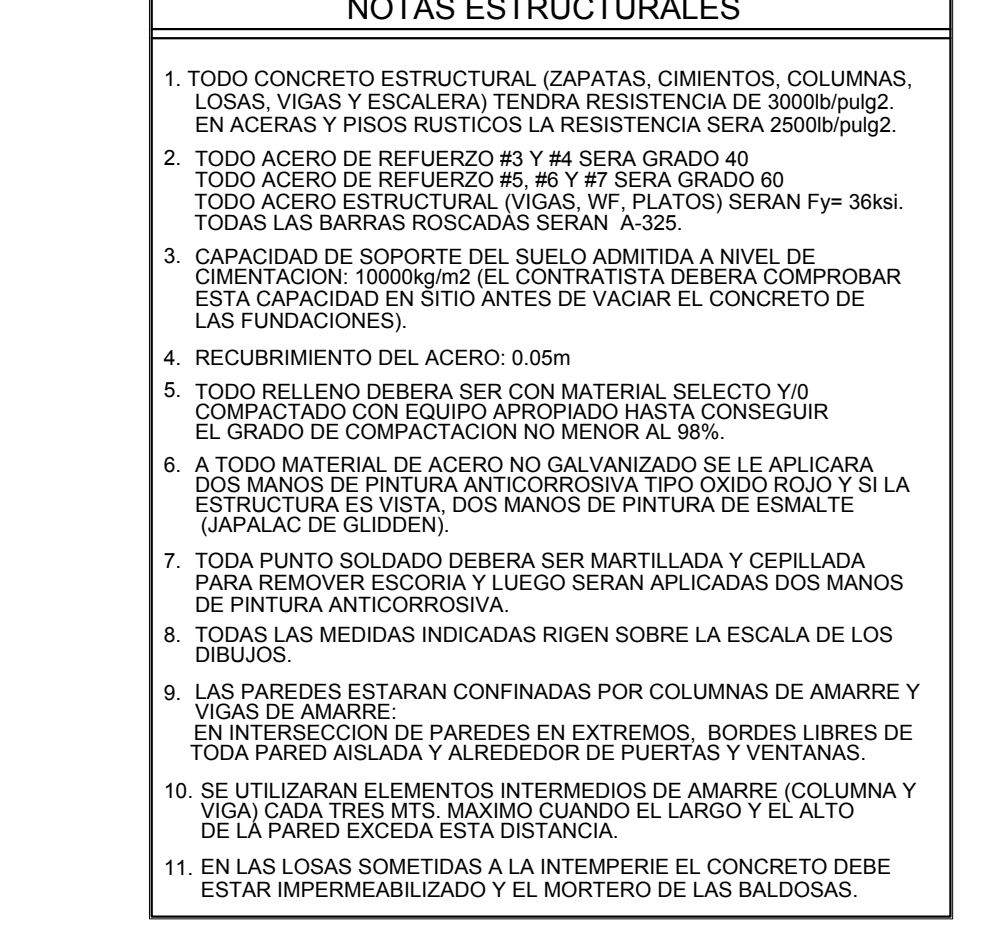 NOTAS ESTRUCTURALES
1. TODO CONCRETO ESTRUCTURAL (ZAPATAS, CIMIENTOS, COLUMNAS,
LOSAS, VIGAS Y ESCALERA) TENDRA RESISTENCIA DE 3000lb/pulg2.
EN ACERAS Y PISOS RUSTICOS LA RESISTENCIA SERA 2500lb/pulg2.
2. TODO ACERO DE REFUERZO #3 Y #4 SERA GRADO 40
TODO ACERO DE REFUERZO #5, #6 Y #7 SERA GRADO 60
TODO ACERO ESTRUCTURAL (VIGAS, WF, PLATOS) SERAN Fy= 36ksi.
TODAS LAS BARRAS ROSCADAS SERAN A-325.
3. CAPACIDAD DE SOPORTE DEL SUELO ADMITIDA A NIVEL DE
CIMENTACION: 10000kg/m2 (EL CONTRATISTA DEBERA COMPROBAR
ESTA CAPACIDAD EN SITIO ANTES DE VACIAR EL CONCRETO DE
LAS FUNDACIONES).
4. RECUBRIMIENTO DEL ACERO: 0.05m
5. TODO RELLENO DEBERA SER CON MATERIAL SELECTO Y/0
COMPACTADO CON EQUIPO APROPIADO HASTA CONSEGUIR
EL GRADO DE COMPACTACION NO MENOR AL 98%.
6. A TODO MATERIAL DE ACERO NO GALVANIZADO SE LE APLICARA
DOS MANOS DE PINTURA ANTICORROSIVA TIPO OXIDO ROJO Y SI LA
ESTRUCTURA ES VISTA, DOS MANOS DE PINTURA DE ESMALTE
(JAPALAC DE GLIDDEN).
7. TODA PUNTO SOLDADO DEBERA SER MARTILLADA Y CEPILLADA
PARA REMOVER ESCORIA Y LUEGO SERAN APLICADAS DOS MANOS
DE PINTURA ANTICORROSIVA.
8. TODAS LAS MEDIDAS INDICADAS RIGEN SOBRE LA ESCALA DE LOS
DIBUJOS.
9. LAS PAREDES ESTARAN CONFINADAS POR COLUMNAS DE AMARRE Y
VIGAS DE AMARRE:
EN INTERSECCION DE PAREDES EN EXTREMOS, BORDES LIBRES DE
TODA PARED AISLADA Y ALREDEDOR DE PUERTAS Y VENTANAS.
10. SE UTILIZARAN ELEMENTOS INTERMEDIOS DE AMARRE (COLUMNA Y
VIGA) CADA TRES MTS. MAXIMO CUANDO EL LARGO Y EL ALTO
DE LA PARED EXCEDA ESTA DISTANCIA.
11. EN LAS LOSAS SOMETIDAS A LA INTEMPERIE EL CONCRETO DEBE
ESTAR IMPERMEABILIZADO Y EL MORTERO DE LAS BALDOSAS.